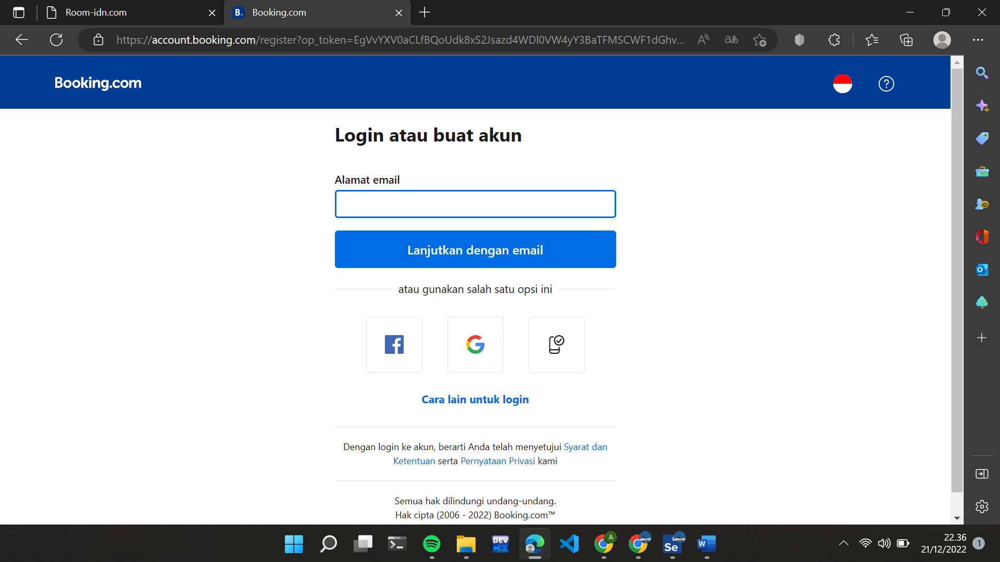 Room-idn.com
Booking.com
https://account.booking.com/register?op_token=EgVvYXV0aCLfBQoUdk8xS2Jsazd4WDl0VW4yY3BaTFMSCWF1dGhv...
Booking.com
Login atau buat akun
Alamat email
Lanjutkan dengan email
atau gunakan salah satu opsi ini
Cara lain untuk login
Dengan login ke akun, berarti Anda telah menyetujui Syarat dan
Ketentuan serta Pernyataan Privasi kami
Semua hak dilindungi undang-undang.
Hak cipta (2006 - 2022) Booking.com™
22.36
21/12/2022
1